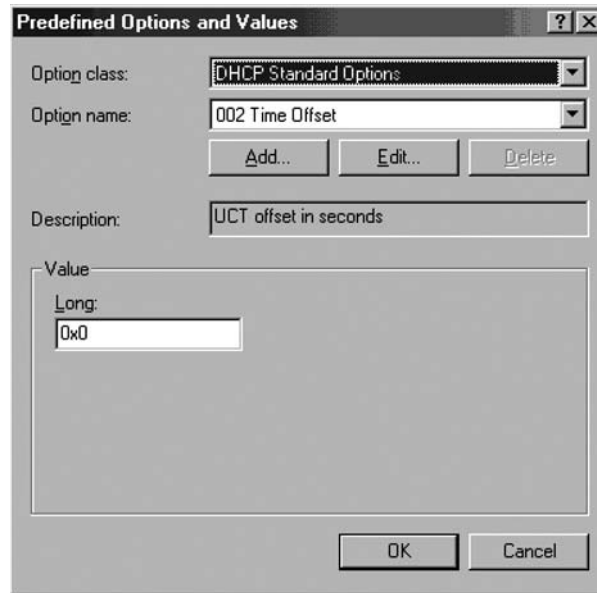 Predefined Options and Values
Option class:
DHCP Standard Options
Option name:
002 Time Offset
Add...
Edit...
Delete
Description:
UCT offset in seconds
Value
Long:
0x0
OK
Cancel